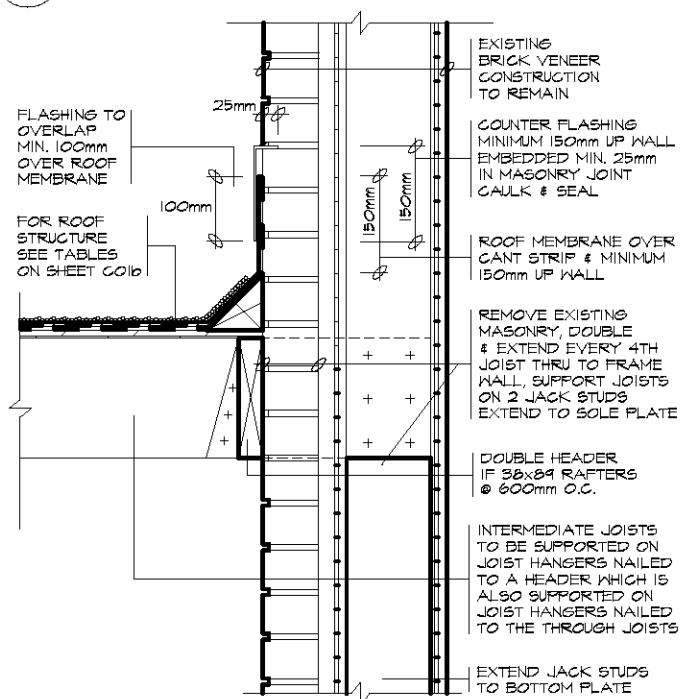 FLASHING TO
OVERLAP
MIN. 100mm
OVER ROOF
MEMBRANE
FOR ROOF
STRUCTURE
SEE TABLES
ON SHEET CO16
25mm
100mm
150mm
150mm
EXISTING
BRICK VENEER
CONSTRUCTION
TO REMAIN
COUNTER FLASHING
MINIMUM 150mm UP WALL
EMBEDDED MIN. 25mm
IN MASONRY JOINT
CAULK & SEAL
ROOF MEMBRANE OVER
CANT STRIP & MINIMUM
150mm UP WALL
REMOVE EXISTING
MASONRY, DOUBLE
& EXTEND EVERY 4TH
JOIST THRU TO FRAME
WALL, SUPPORT JOISTS
ON 2 JACK STUDS
EXTEND TO SOLE PLATE
DOUBLE HEADER
IF 38x89 RAFTERS
@ 600mm O.C.
INTERMEDIATE JOISTS
TO BE SUPPORTED ON
JOIST HANGERS NAILED
TO A HEADER WHICH IS
ALSO SUPPORTED ON
JOIST HANGERS NAILED
TO THE THROUGH JOISTS
EXTEND JACK STUDS
TO BOTTOM PLATE